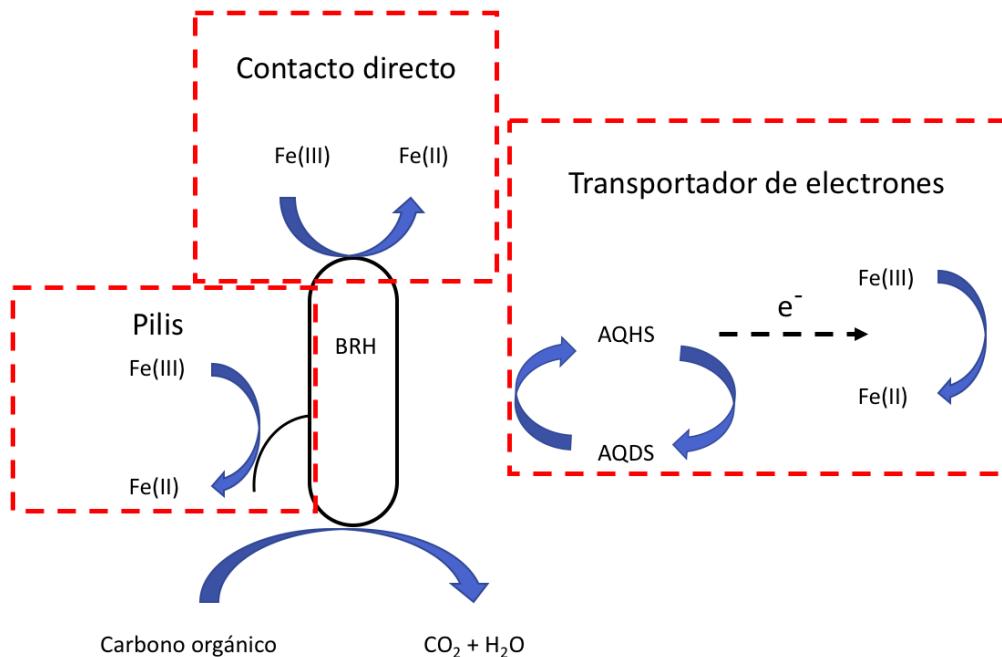 Contacto directo
Fe(III)
Fe(II)
Transportador de electrones
Fe(III)
e⁻
AQHS
Fe(II)
AQDS
Pilis
Fe(III)
BRH
Fe(II)
Carbono orgánico
CO₂ + H₂O